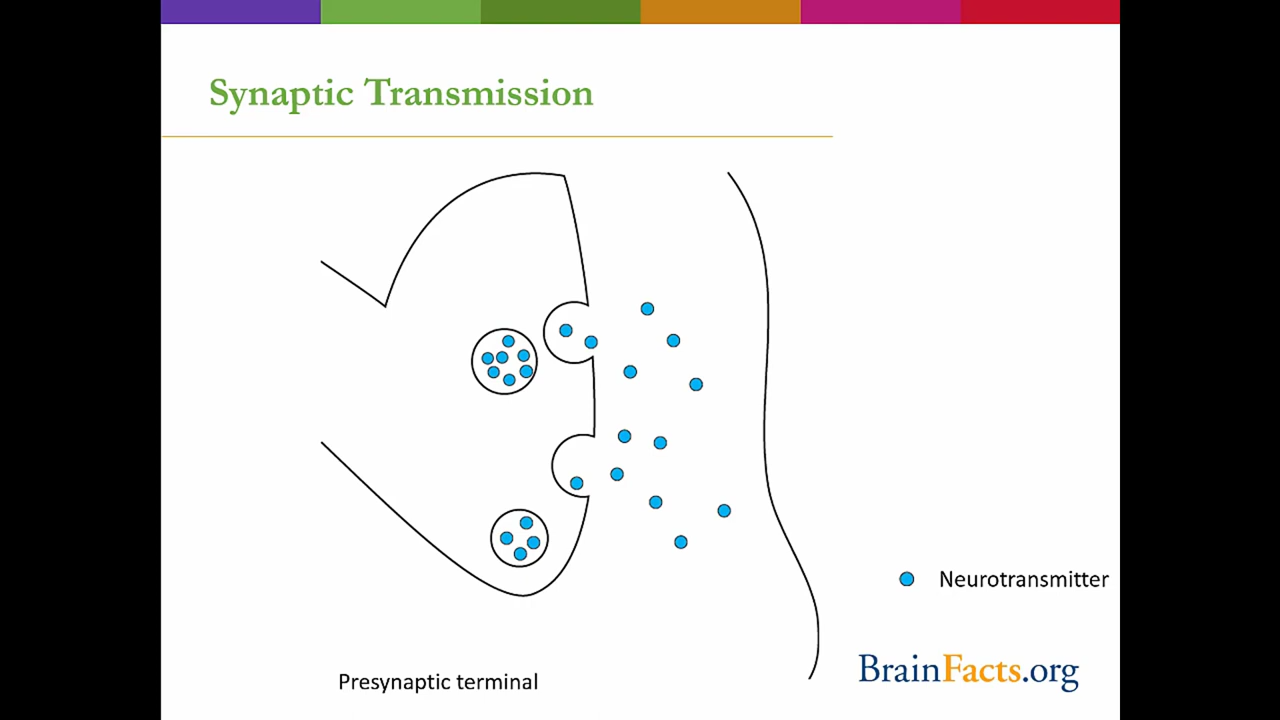 Synaptic Transmission
Neurotransmitter
BrainFacts.org
Presynaptic terminal